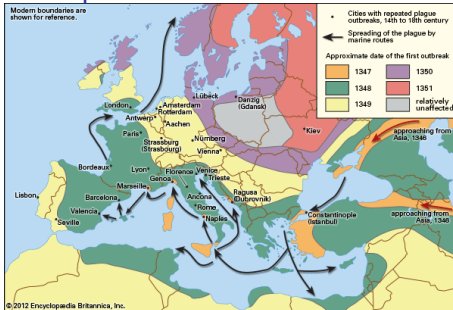 Modern boundaries are
shown for reference.
Cities with repeated plague
outbreaks, 14th to 18th century
Spreading of the plague by
marine routes
Approximate date of the first outbreak
1347
1350
1348
1351
1349
relatively
unaffected
London
Lübeck
Danzig
(Gdańsk)
Amsterdam
Rotterdam
Antwerp
Aachen
Paris
Nürnberg
Kiev
Strassburg
(Strasbourg)
Vienna
approaching from
Asia, 1346
Bordeaux
Lyon
Florence
Venice
Trieste
Marseille
Genoa
Lisbon
Barcelona
Ancona
Ragusa
(Dubrovnik)
Valencia
Rome
Naples
Constantinople
(Istanbul)
approaching from
Asia, 1346
Seville
© 2012 Encyclopædia Britannica, Inc.